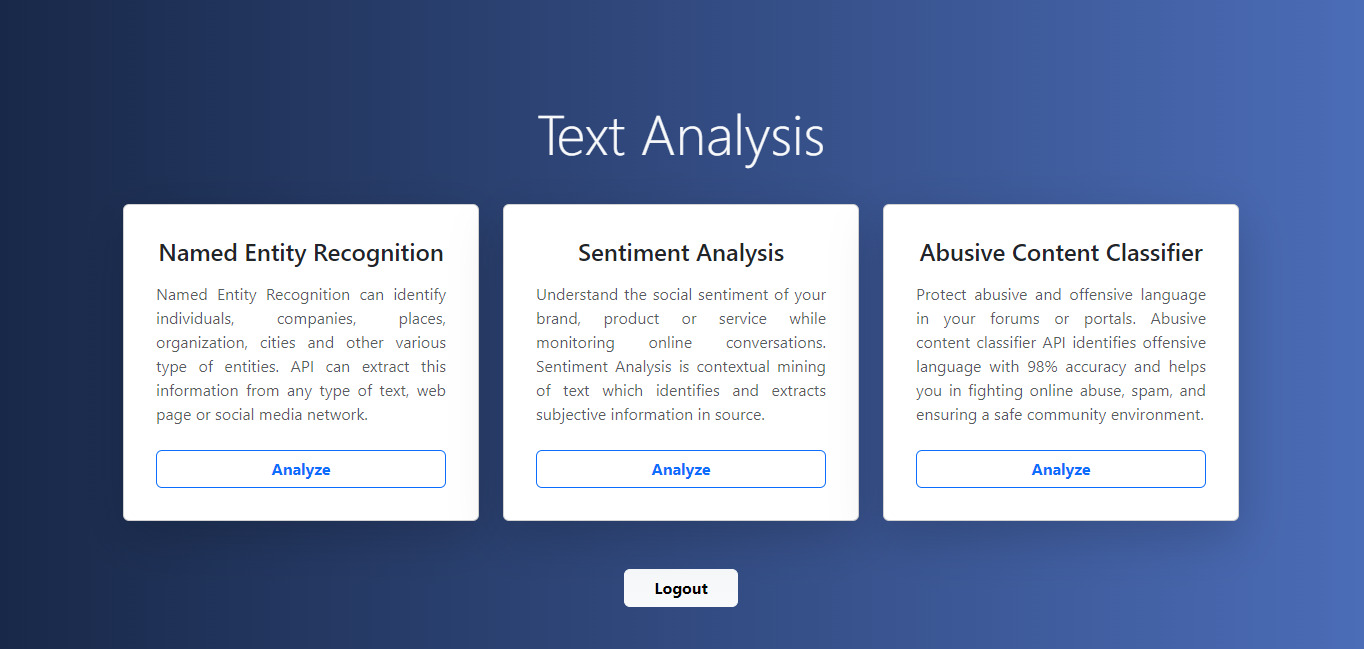 Text Analysis
Named Entity Recognition
Named Entity Recognition can identify
individuals, companies, places,
organization, cities and other various
type of entities. API can extract this
information from any type of text, web
page or social media network.
Analyze
Sentiment Analysis
Understand the social sentiment of your
brand, product or service while
monitoring online conversations.
Sentiment Analysis is contextual mining
of text which identifies and extracts
subjective information in source.
Analyze
Abusive Content Classifier
Protect abusive and offensive language
in your forums or portals. Abusive
content classifier API identifies offensive
language with 98% accuracy and helps
you in fighting online abuse, spam, and
ensuring a safe community environment.
Analyze
Logout